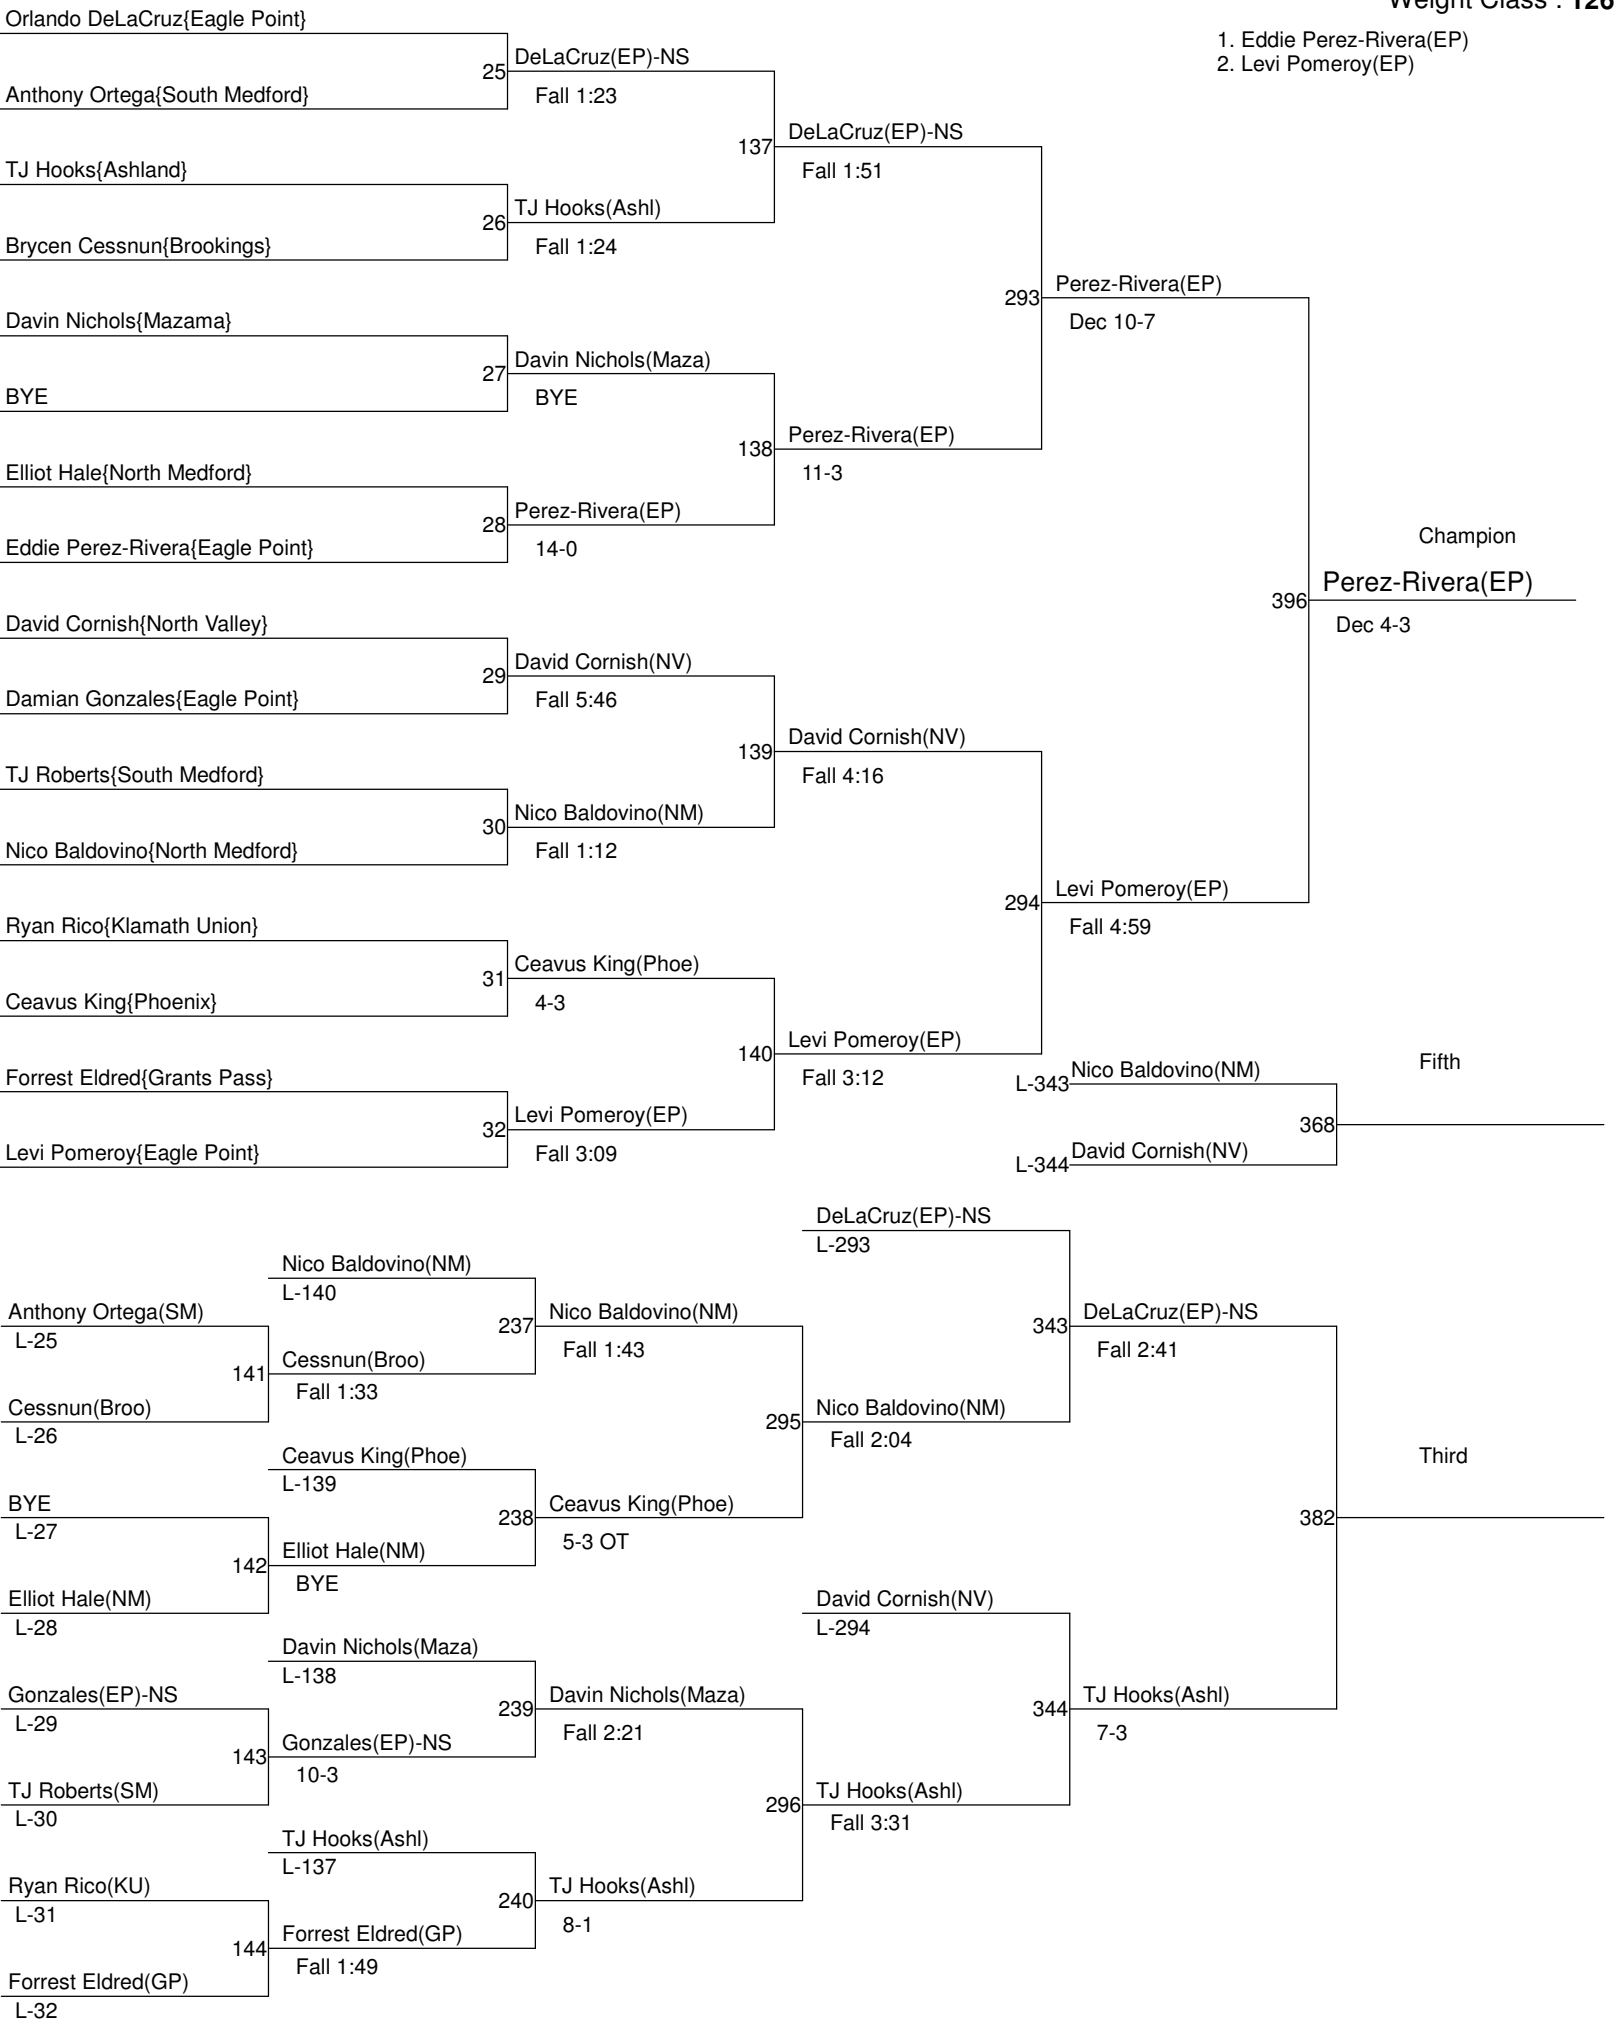 Weight Class : 126
1. Eddie Perez-Rivera(EP)
2. Levi Pomeroy(EP)
Orlando DeLaCruz{Eagle Point}
25
DeLaCruz(EP)-NS
Fall 1:23
Anthony Ortega{South Medford}
137
DeLaCruz(EP)-NS
Fall 1:51
TJ Hooks{Ashland}
26
TJ Hooks(Ashl)
Fall 1:24
Brycen Cessnun{Brookings}
293
Perez-Rivera(EP)
Dec 10-7
Davin Nichols{Mazama}
27
Davin Nichols(Maza)
BYE
BYE
138
Perez-Rivera(EP)
11-3
Elliot Hale{North Medford}
28
Perez-Rivera(EP)
14-0
Eddie Perez-Rivera{Eagle Point}
Champion
396
Perez-Rivera(EP)
Dec 4-3
David Cornish{North Valley}
29
David Cornish(NV)
Fall 5:46
Damian Gonzales{Eagle Point}
139
David Cornish(NV)
Fall 4:16
TJ Roberts{South Medford}
30
Nico Baldovino(NM)
Fall 1:12
Nico Baldovino{North Medford}
294
Levi Pomeroy(EP)
Fall 4:59
Ryan Rico{Klamath Union}
31
Ceavus King(Phoe)
4-3
Ceavus King{Phoenix}
140
Levi Pomeroy(EP)
Fall 3:12
Forrest Eldred{Grants Pass}
32
Levi Pomeroy(EP)
Fall 3:09
Levi Pomeroy{Eagle Point}
Fifth
L-343
Nico Baldovino(NM)
368
L-344
David Cornish(NV)
DeLaCruz(EP)-NS
L-293
Nico Baldovino(NM)
L-140
Anthony Ortega(SM)
L-25
237
Nico Baldovino(NM)
Fall 1:43
343
DeLaCruz(EP)-NS
Fall 2:41
141
Cessnun(Broo)
Fall 1:33
Cessnun(Broo)
L-26
295
Nico Baldovino(NM)
Fall 2:04
Ceavus King(Phoe)
L-139
Third
BYE
L-27
238
Ceavus King(Phoe)
5-3 OT
382
142
Elliot Hale(NM)
BYE
Elliot Hale(NM)
L-28
David Cornish(NV)
L-294
Davin Nichols(Maza)
L-138
Gonzales(EP)-NS
L-29
239
Davin Nichols(Maza)
Fall 2:21
344
TJ Hooks(Ashl)
7-3
143
Gonzales(EP)-NS
10-3
TJ Roberts(SM)
L-30
296
TJ Hooks(Ashl)
Fall 3:31
TJ Hooks(Ashl)
L-137
Ryan Rico(KU)
L-31
240
TJ Hooks(Ashl)
8-1
144
Forrest Eldred(GP)
Fall 1:49
Forrest Eldred(GP)
L-32